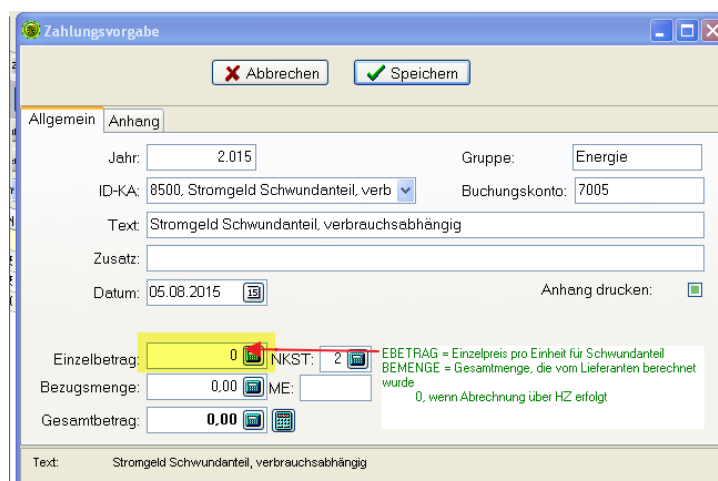 Zahlungsvorgabe
Abbrechen Speichern
Allgemein Anhang
Jahr: 2.015 Gruppe: Energie
ID-KA: 8500, Stromgeld Schwundanteil, verb Buchungskonto: 7005
Text: Stromgeld Schwundanteil, verbrauchsabhängig
Zusatz:
Datum: 05.08.2015 15 Anhang drucken:
Einzelbetrag: 0 NKST: 2 EBETRAG = Einzelpreis pro Einheit für Schwundanteil
BEMENGE = Gesamtmenge, die vom Lieferanten berechnet
Bezugsmenge: 0,00 ME: wurde
0, wenn Abrechnung über HZ erfolgt
Gesamtbetrag: 0,00
Text: Stromgeld Schwundanteil, verbrauchsabhängig